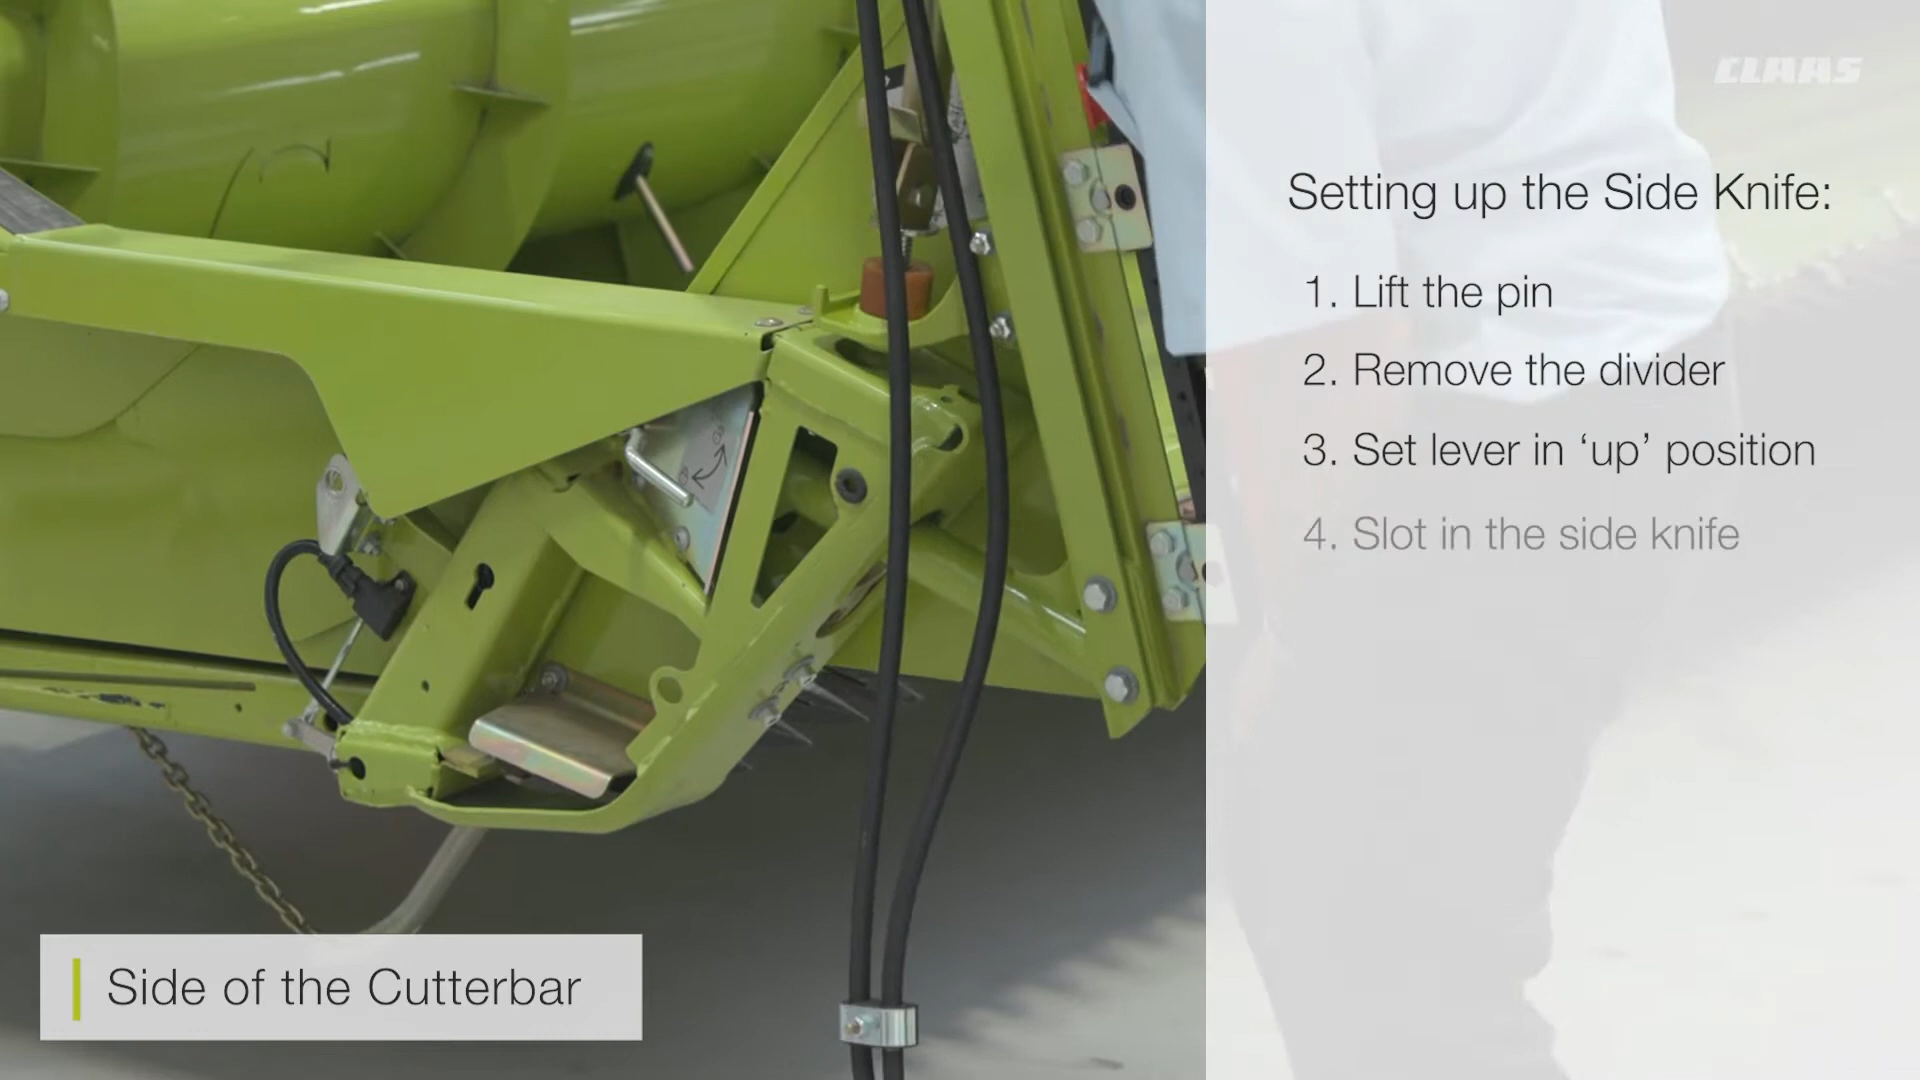 CLAAS
Setting up the Side Knife:
1. Lift the pin
2. Remove the divider
3. Set lever in ‘up’ position
4. Slot in the side knife
Side of the Cutterbar